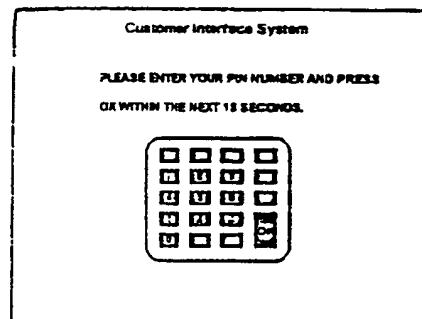 Customer Interface System
PLEASE ENTER YOUR PIN NUMBER AND PRESS
OK WITHIN THE NEXT 15 SECONDS.